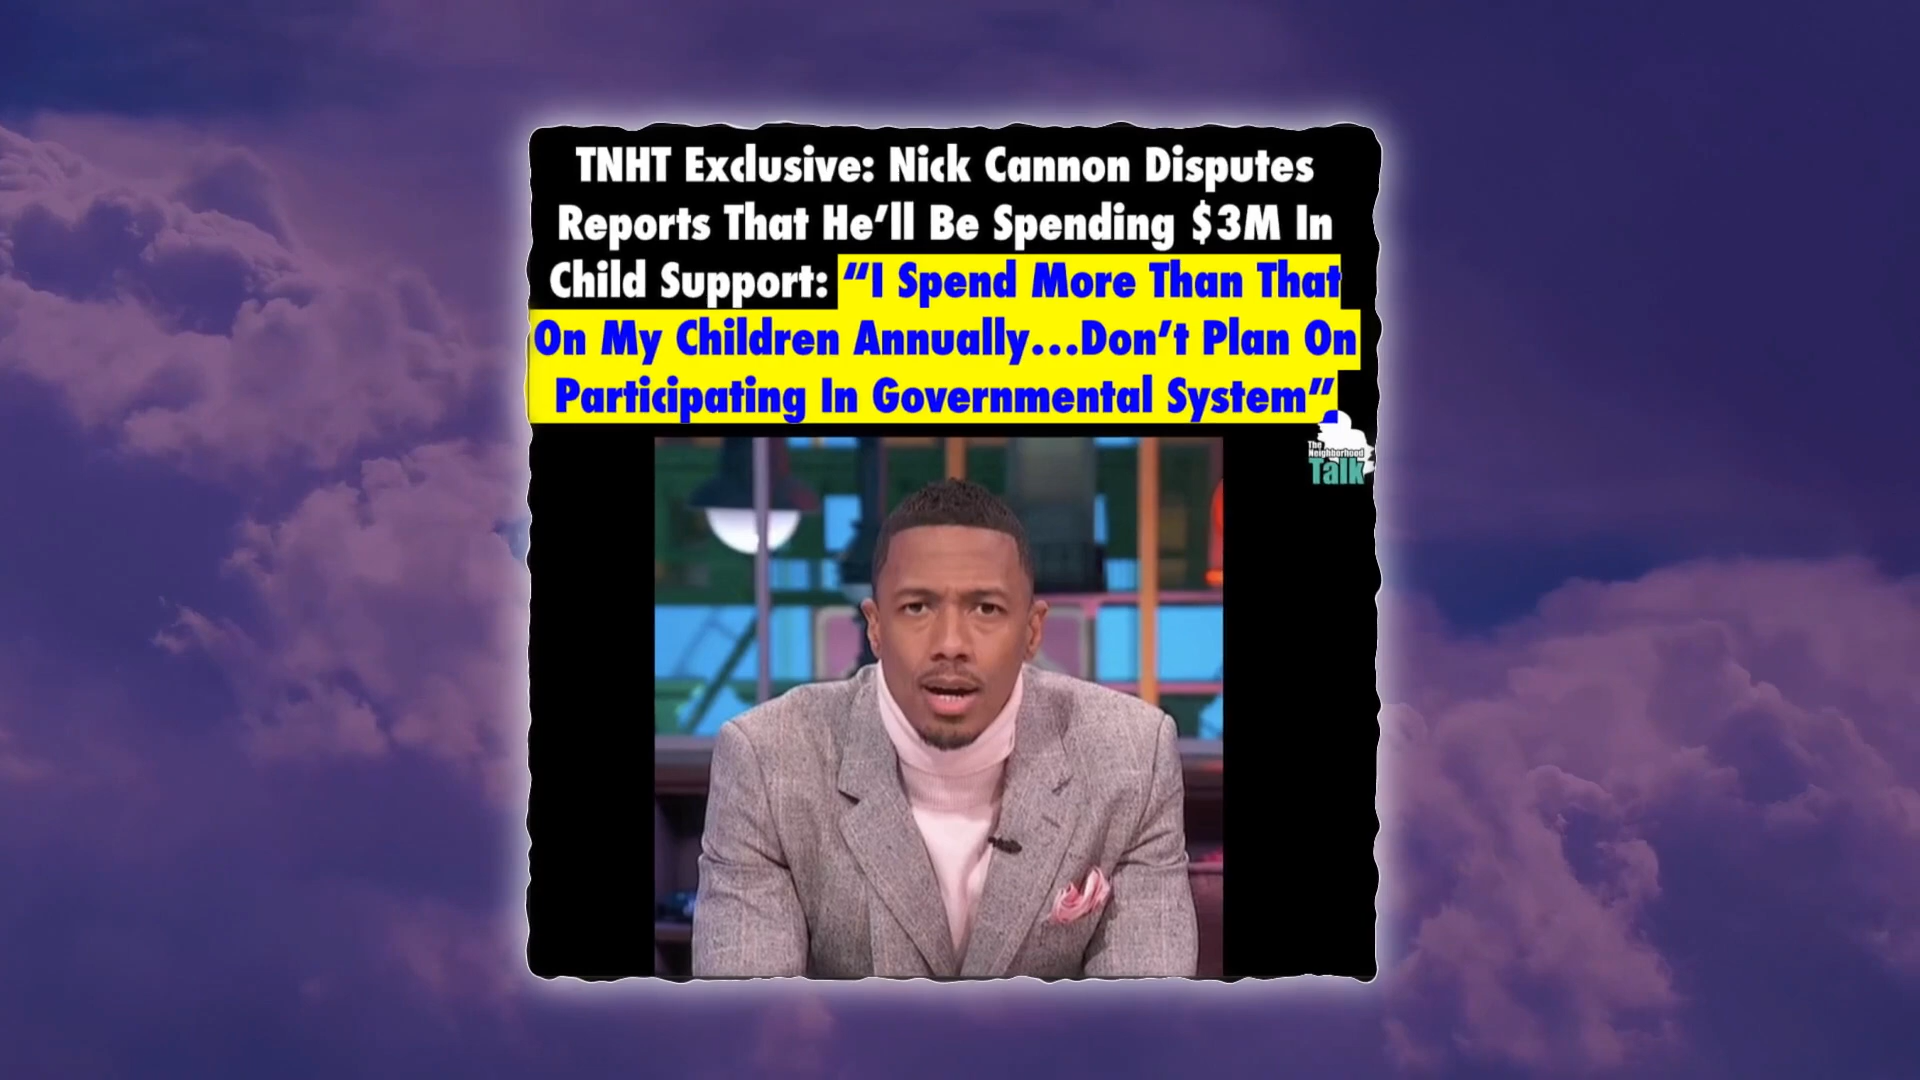 TNHT Exclusive: Nick Cannon Disputes
Reports That He’ll Be Spending $3M In
Child Support: “I Spend More Than That
On My Children Annually...Don’t Plan On
Participating In Governmental System”
The
Neighborhood
Talk